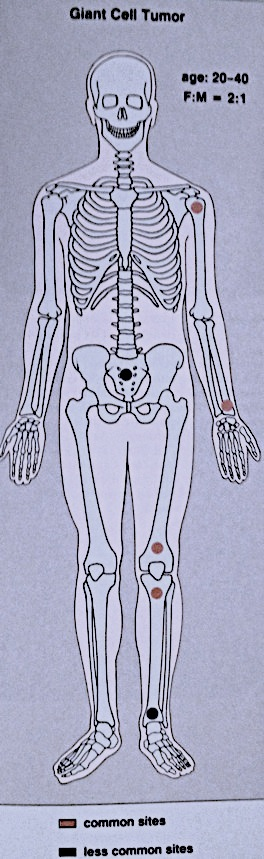 Giant Cell Tumor
age: 20-40
F:M = 2:1
common sites
less common sites